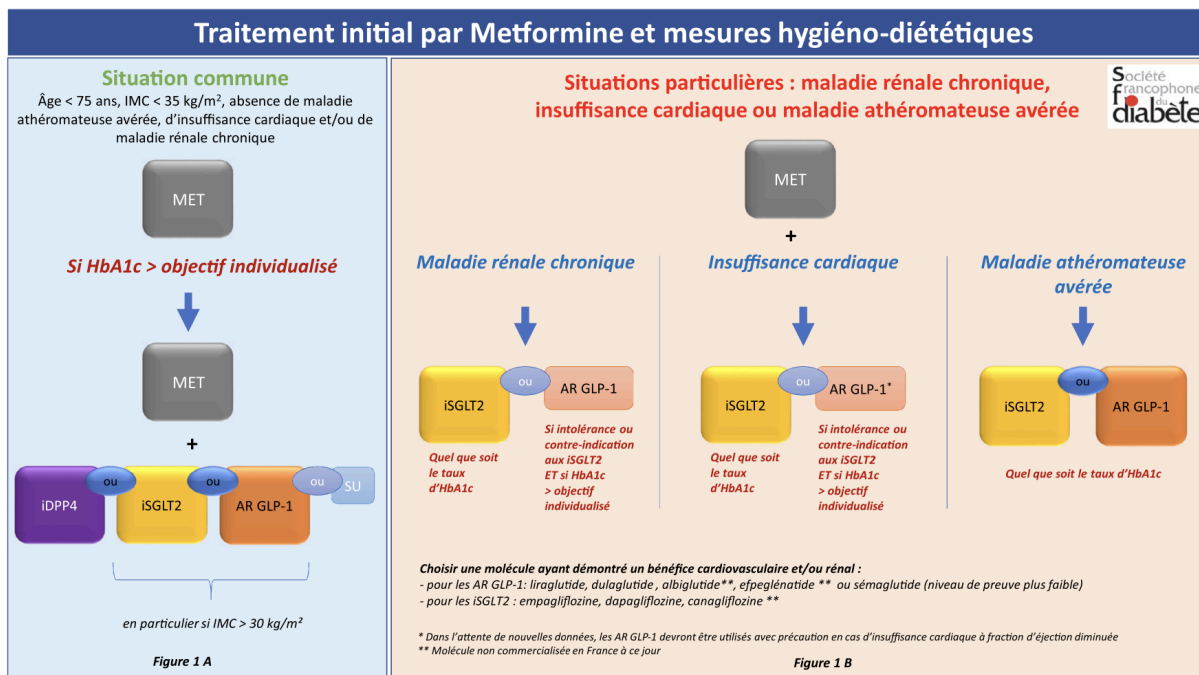 Traitement initial par Metformine et mesures hygiéno-diététiques
Situation commune
Âge < 75 ans, IMC < 35 kg/m², absence de maladie
athéromateuse avérée, d'insuffisance cardiaque et/ou de
maladie rénale chronique
MET
Si HbA1c > objectif individualisé
MET
+
iDPP4
ou
iSGLT2
ou
AR GLP-1
ou
SU
en particulier si IMC > 30 kg/m²
Figure 1 A
Situations particulières : maladie rénale chronique,
insuffisance cardiaque ou maladie athéromateuse avérée
Société
francophone
du
diabète
MET
+
Maladie rénale chronique
iSGLT2
ou
AR GLP-1
Quel que soit
le taux
d'HbA1c
Si intolérance ou
contre-indication
aux iSGLT2
ET si HbA1c
> objectif
individualisé
Insuffisance cardiaque
iSGLT2
ou
AR GLP-1*
Quel que soit
le taux
d'HbA1c
Si intolérance ou
contre-indication
aux iSGLT2
ET si HbA1c
> objectif
individualisé
Maladie athéromateuse
avérée
iSGLT2
ou
AR GLP-1
Quel que soit le taux d'HbA1c
Choisir une molécule ayant démontré un bénéfice cardiovasculaire et/ou rénal :
- pour les AR GLP-1: liraglutide, dulaglutide , albiglutide**, efpeglénatide ** ou sémaglutide (niveau de preuve plus faible)
- pour les iSGLT2 : empagliflozine, dapagliflozine, canagliflozine **
* Dans l'attente de nouvelles données, les AR GLP-1 devront être utilisés avec précaution en cas d'insuffisance cardiaque à fraction d'éjection diminuée
** Molécule non commercialisée en France à ce jour
Figure 1 B